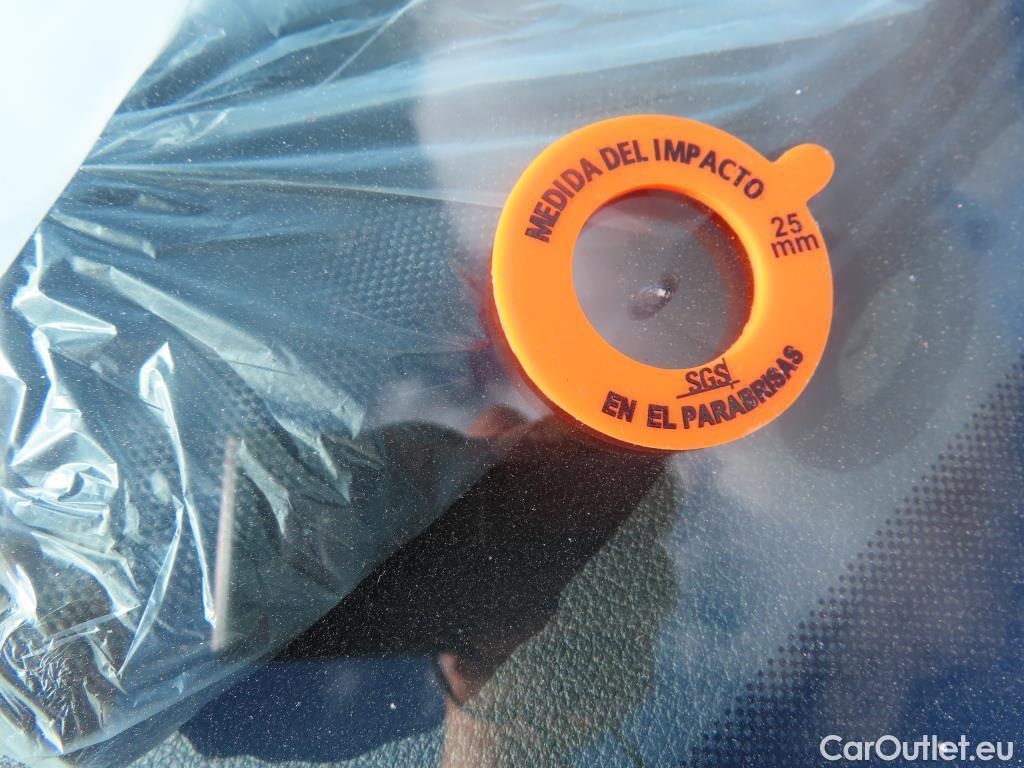 MEDIDA DEL IMPACTO
25
mm
SGS
EN EL PARABRISAS
CarOutlet.eu